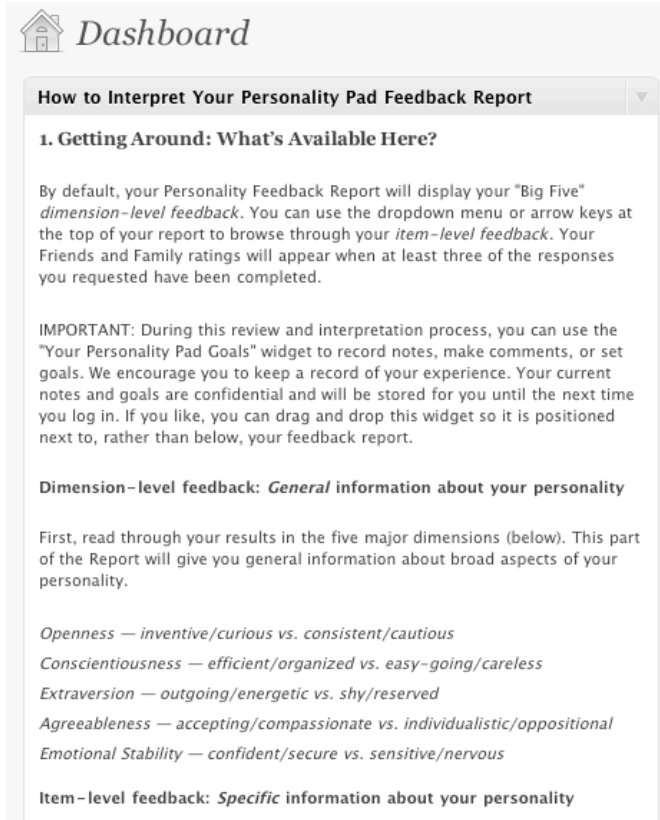 Dashboard
How to Interpret Your Personality Pad Feedback Report
1. Getting Around: What's Available Here?
By default, your Personality Feedback Report will display your "Big Five"
dimension-level feedback. You can use the dropdown menu or arrow keys at
the top of your report to browse through your item-level feedback. Your
Friends and Family ratings will appear when at least three of the responses
you requested have been completed.
IMPORTANT: During this review and interpretation process, you can use the
"Your Personality Pad Goals" widget to record notes, make comments, or set
goals. We encourage you to keep a record of your experience. Your current
notes and goals are confidential and will be stored for you until the next time
you log in. If you like, you can drag and drop this widget so it is positioned
next to, rather than below, your feedback report.
Dimension-level feedback: General information about your personality
First, read through your results in the five major dimensions (below). This part
of the Report will give you general information about broad aspects of your
personality.
Openness — inventive/curious vs. consistent/cautious
Conscientiousness — efficient/organized vs. easy-going/careless
Extraversion — outgoing/energetic vs. shy/reserved
Agreeableness — accepting/compassionate vs. individualistic/oppositional
Emotional Stability — confident/secure vs. sensitive/nervous
Item-level feedback: Specific information about your personality